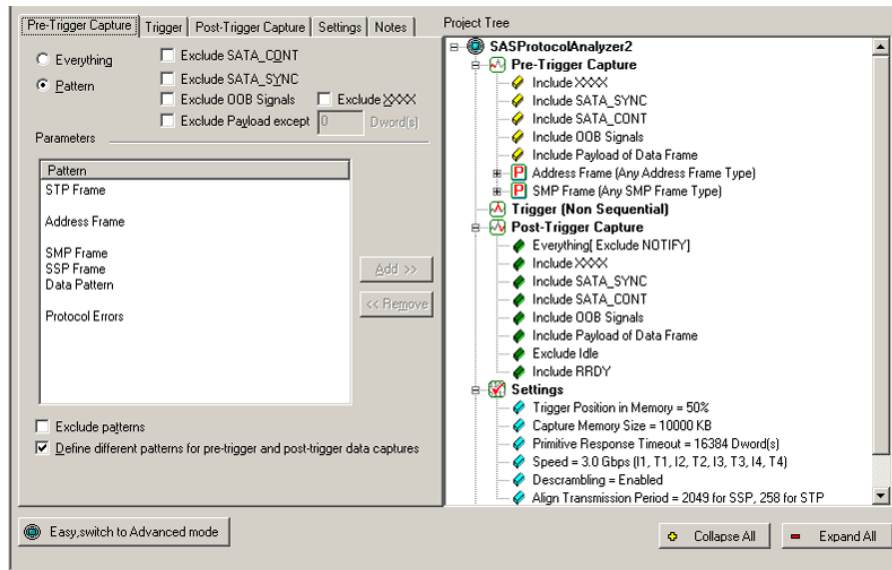 Pre-Trigger Capture
Trigger
Post-Trigger Capture
Settings
Notes
Everything
Pattern
Exclude SATA_CONT
Exclude SATA_SYNC
Exclude OOB Signals
Exclude XXXX
Exclude Payload except 0 Dword(s)
Parameters
Pattern
STP Frame
Address Frame
SMP Frame
SSP Frame
Data Pattern
Protocol Errors
Add >>
<< Remove
Exclude patterns
Define different patterns for pre-trigger and post-trigger data captures
Easy,switch to Advanced mode
Project Tree
SASProtocolAnalyzer2
Pre-Trigger Capture
Include XXXX
Include SATA_SYNC
Include SATA_CONT
Include OOB Signals
Include Payload of Data Frame
P Address Frame (Any Address Frame Type)
P SMP Frame (Any SMP Frame Type)
Trigger (Non Sequential)
Post-Trigger Capture
Everything[ Exclude NOTIFY]
Include XXXX
Include SATA_SYNC
Include SATA_CONT
Include OOB Signals
Include Payload of Data Frame
Exclude Idle
Include RRDY
Settings
Trigger Position in Memory = 50%
Capture Memory Size = 10000 KB
Primitive Response Timeout = 16384 Dword(s)
Speed = 3.0 Gbps (I1, T1, I2, T2, I3, T3, I4, T4)
Descrambling = Enabled
Align Transmission Period = 2049 for SSP, 258 for STP
Collapse All
Expand All